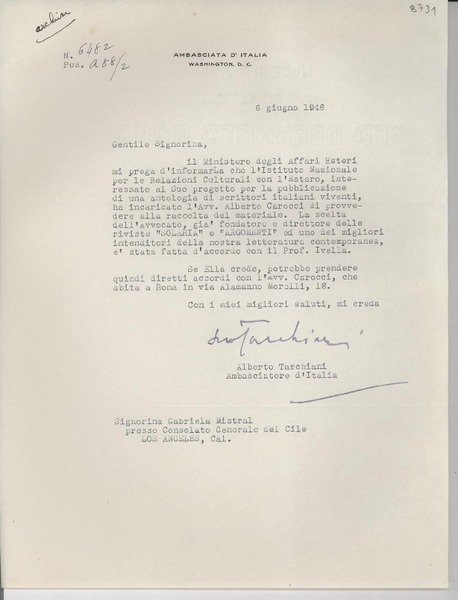 archiv
8731
N. 6482
Pos. a88/2
AMBASCIATA D' ITALIA
WASHINGTON, D. C.
6 giugno 1946
Gentile Signorina,
il Ministero degli Affari Esteri
mi prega d'informarLa che l'Istituto Nazionale
per le Relazioni Culturali con l'Estero, inte-
ressato al Suo progetto per la pubblicazione
di una antologia di scrittori italiani viventi,
ha incaricato l'Avv. Alberto Carocci di provve-
dere alla raccolta del materiale. La scelta
dell'Avvocato, gia' fondatore e direttore delle
riviste "SOLARIA" e "ARGOMENTI" ed uno dei migliori
intenditori della nostra letteratura contemporanea,
e' stata fatta d'accordo con il Prof. Ivella.
Se Ella crede, potrebbe prendere
quindi diretti accordi con l'Avv. Carocci, che
abita a Roma in via Alamanno Morelli, 18.
Con i miei migliori saluti, mi creda
Tarchiani
Alberto Tarchiani
Ambasciatore d'Italia
Signorina Gabriela Mistral
presso Consolato Generale del Cile
LOS ANGELES, Cal.